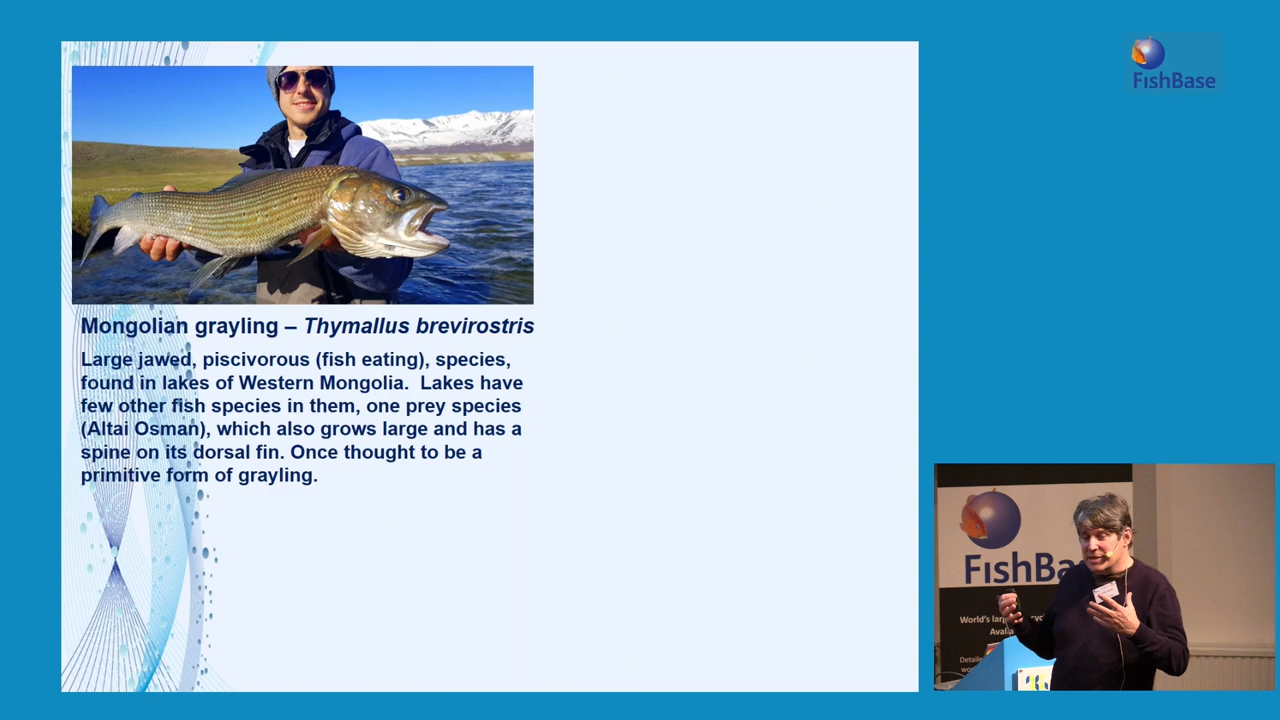 FishBase
Mongolian grayling – Thymallus brevirostris
Large jawed, piscivorous (fish eating), species,
found in lakes of Western Mongolia.  Lakes have
few other fish species in them, one prey species
(Altai Osman), which also grows large and has a
spine on its dorsal fin. Once thought to be a
primitive form of grayling.
FishBa
World's
Detaile